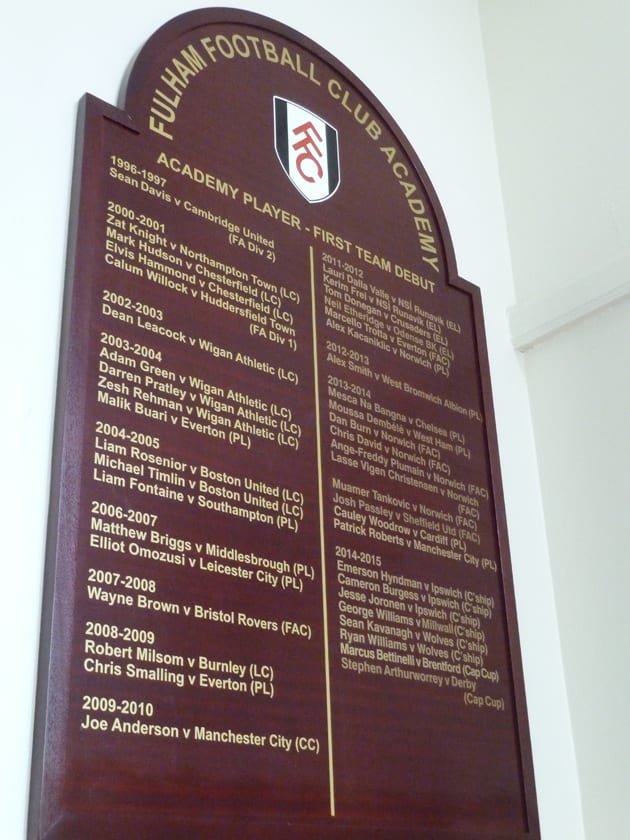 FULHAM FOOTBALL CLUB ACADEMY
FFC
ACADEMY PLAYER - FIRST TEAM DEBUT
1996-1997
Sean Davis v Cambridge United
(FA Div 2)
2000-2001
Zat Knight v Northampton Town (LC)
Mark Hudson v Chesterfield (LC)
Elvis Hammond v Chesterfield (LC)
Calum Willock v Huddersfield Town
(FA Div 1)
2002-2003
Dean Leacock v Wigan Athletic (LC)
2003-2004
Adam Green v Wigan Athletic (LC)
Darren Pratley v Wigan Athletic (LC)
Zesh Rehman v Wigan Athletic (LC)
Malik Buari v Everton (PL)
2004-2005
Liam Rosenior v Boston United (LC)
Michael Timlin v Boston United (LC)
Liam Fontaine v Southampton (PL)
2006-2007
Matthew Briggs v Middlesbrough (PL)
Elliot Omozusi v Leicester City (PL)
2007-2008
Wayne Brown v Bristol Rovers (FAC)
2008-2009
Robert Milsom v Burnley (LC)
Chris Smalling v Everton (PL)
2009-2010
Joe Anderson v Manchester City (CC)
2011-2012
Lauri Dalla Valle v NSÍ Runavik (EL)
Kerim Frei v NSÍ Runavik (EL)
Tom Donegan v Crusaders (EL)
Neil Etheridge v Odense BK (EL)
Marcello Trotta v Everton (FAC)
Alex Kacaniklic v Norwich (PL)
2012-2013
Alex Smith v West Bromwich Albion (PL)
2013-2014
Mesca Na Bangna v Chelsea (PL)
Moussa Dembélé v West Ham (PL)
Dan Burn v Norwich (FAC)
Chris David v Norwich (FAC)
Ange-Freddy Plumain v Norwich (FAC)
Lasse Vigen Christensen v Norwich
(FAC)
Muamer Tankovic v Norwich (FAC)
Josh Passley v Sheffield Utd (FAC)
Cauley Woodrow v Cardiff (PL)
Patrick Roberts v Manchester City (PL)
2014-2015
Emerson Hyndman v Ipswich (C'ship)
Cameron Burgess v Ipswich (C'ship)
Jesse Joronen v Ipswich (C'ship)
George Williams v Millwall (C'ship)
Sean Kavanagh v Wolves (C'ship)
Ryan Williams v Wolves (C'ship)
Marcus Bettinelli v Brentford (Cap Cup)
Stephen Arthurworrey v Derby
(Cap Cup)